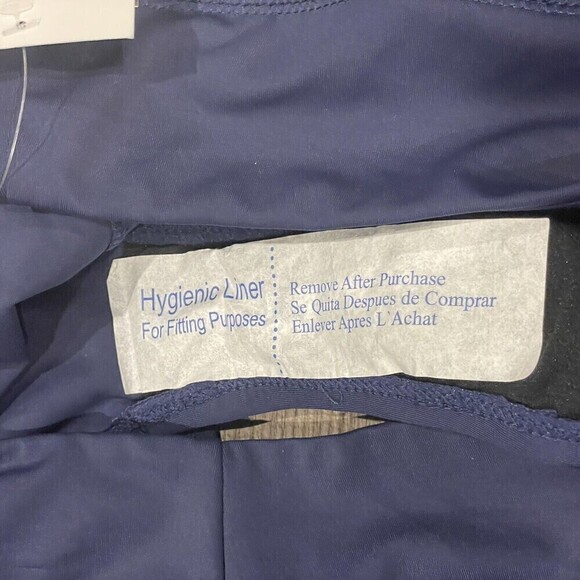 Hygienic Liner
For Fitting Purposes
Remove After Purchase
Se Quita Despues de Comprar
Enlever Apres L'Achat